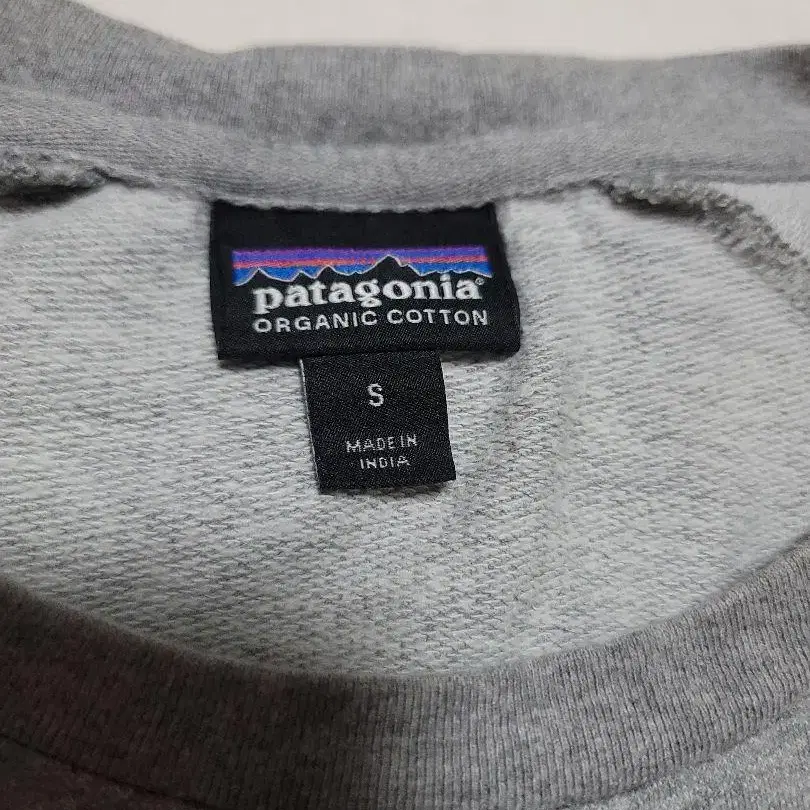 patagonia®
ORGANIC COTTON
S
MADE IN
INDIA